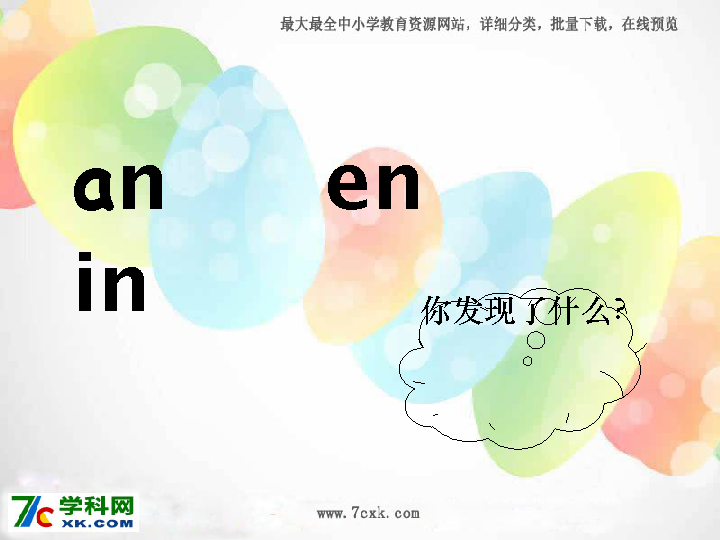 最大最全中小学教育资源网站，详细分类，批量下载，在线预览
an en
in
你发现了什么?
7c学科网
XK.COM
www.7cxk.com